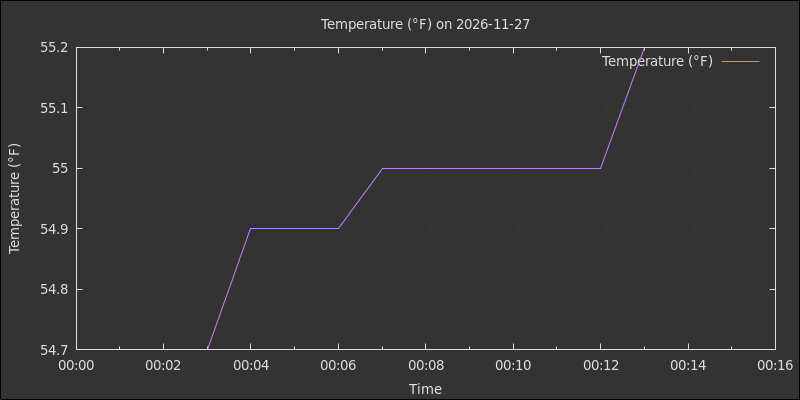 Temperature (°F) on 2026-11-27
Temperature (°F)
55.2
55.1
55
54.9
54.8
54.7
Temperature (°F)
00:00 00:02 00:04 00:06 00:08 00:10 00:12 00:14 00:16
Time